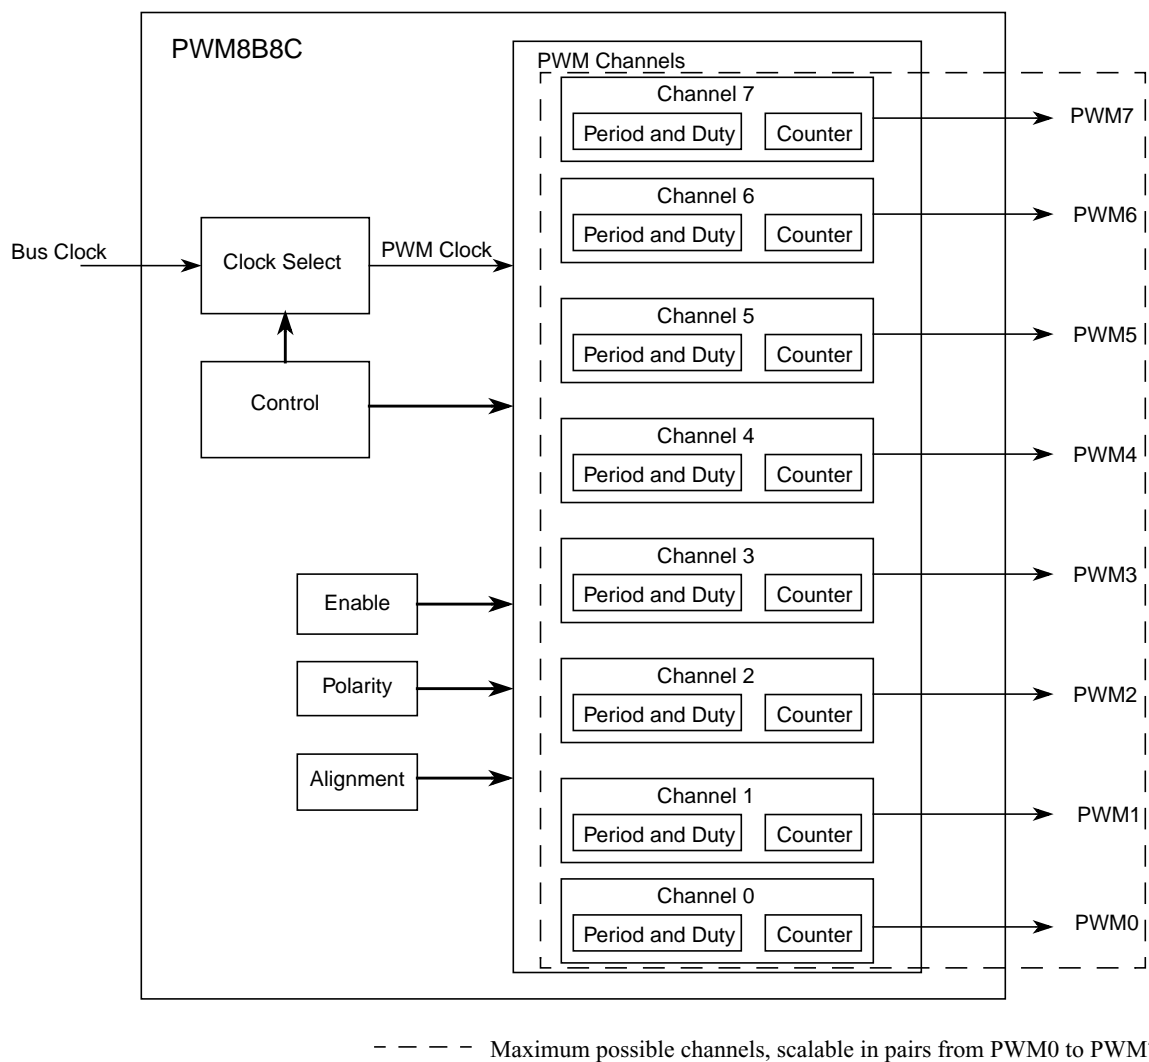 PWM8B8C
PWM Channels
Channel 7
Period and Duty
Counter
PWM7
Channel 6
Period and Duty
Counter
PWM6
Bus Clock
Clock Select
PWM Clock
Channel 5
Period and Duty
Counter
PWM5
Control
Channel 4
Period and Duty
Counter
PWM4
Channel 3
Period and Duty
Counter
PWM3
Enable
Channel 2
Period and Duty
Counter
PWM2
Polarity
Alignment
Channel 1
Period and Duty
Counter
PWM1
Channel 0
Period and Duty
Counter
PWM0
Maximum possible channels, scalable in pairs from PWM0 to PWM